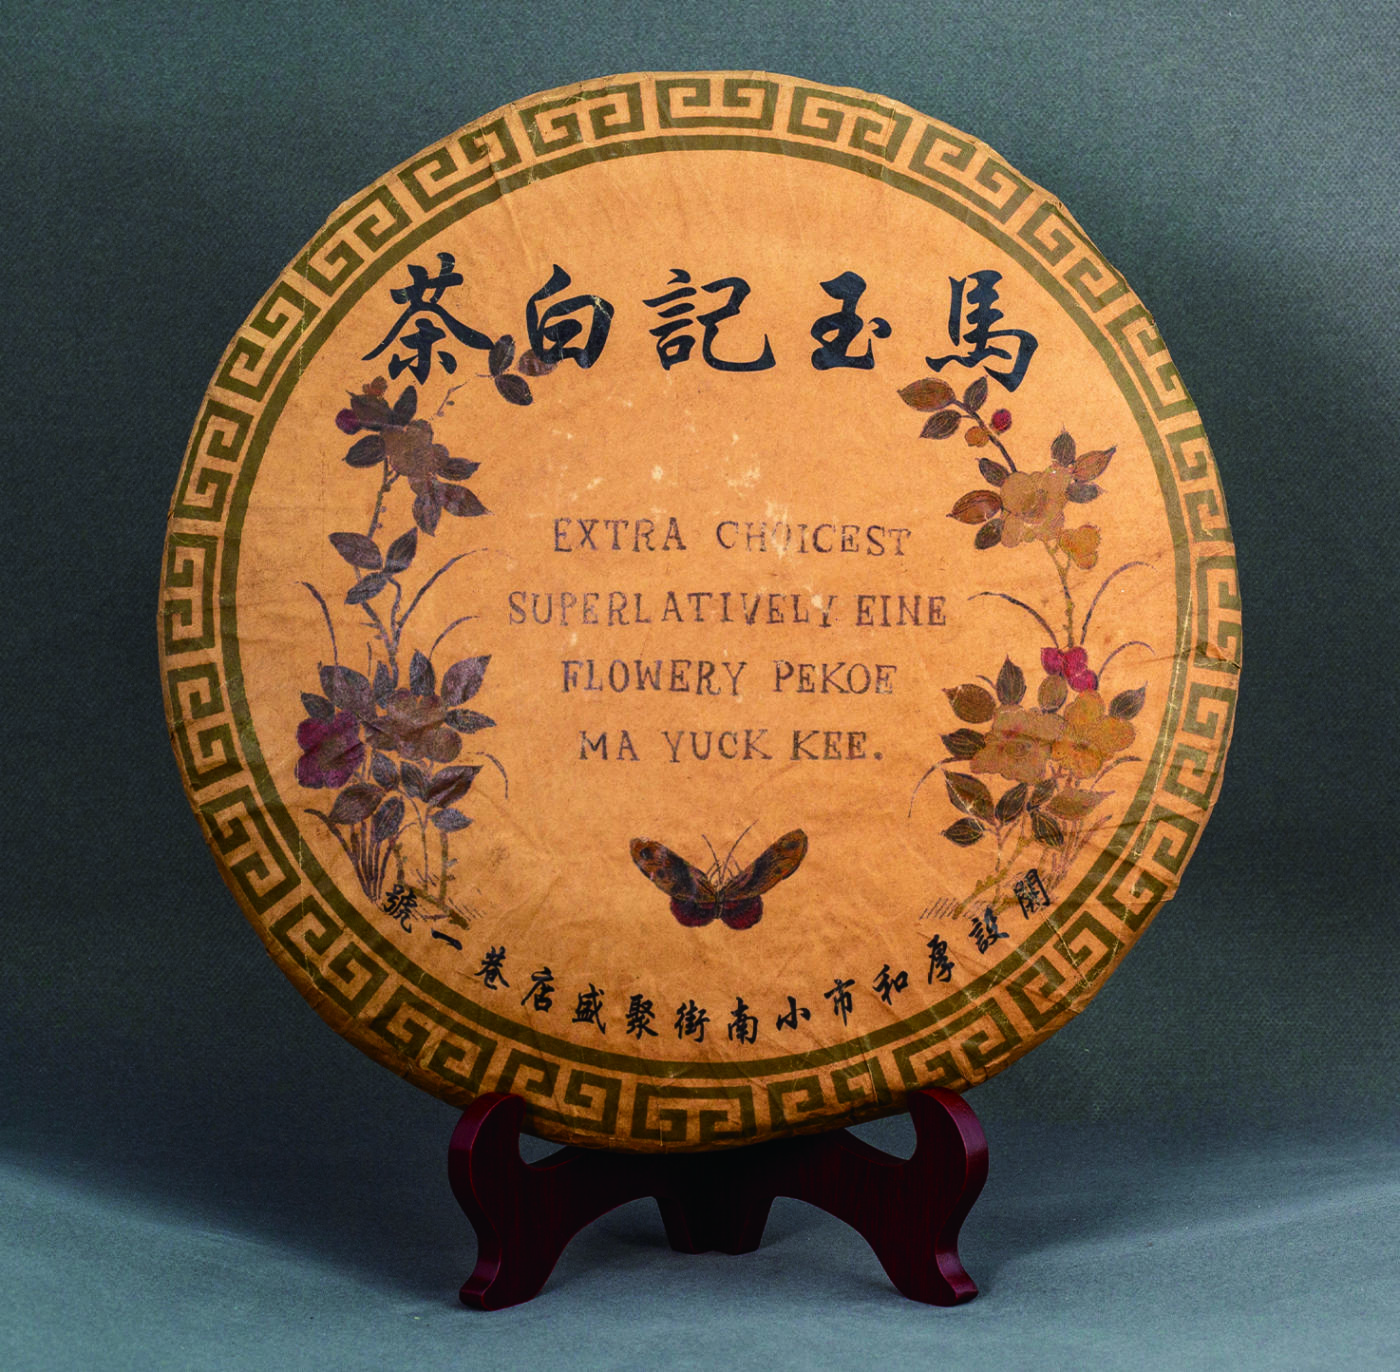 馬玉記白茶
EXTRA CHOICEST
SUPERLATIVELY EINE
FLOWERY PEKOE
MA YUCK KEE.
開設厚和市小南街聚盛店巷一號